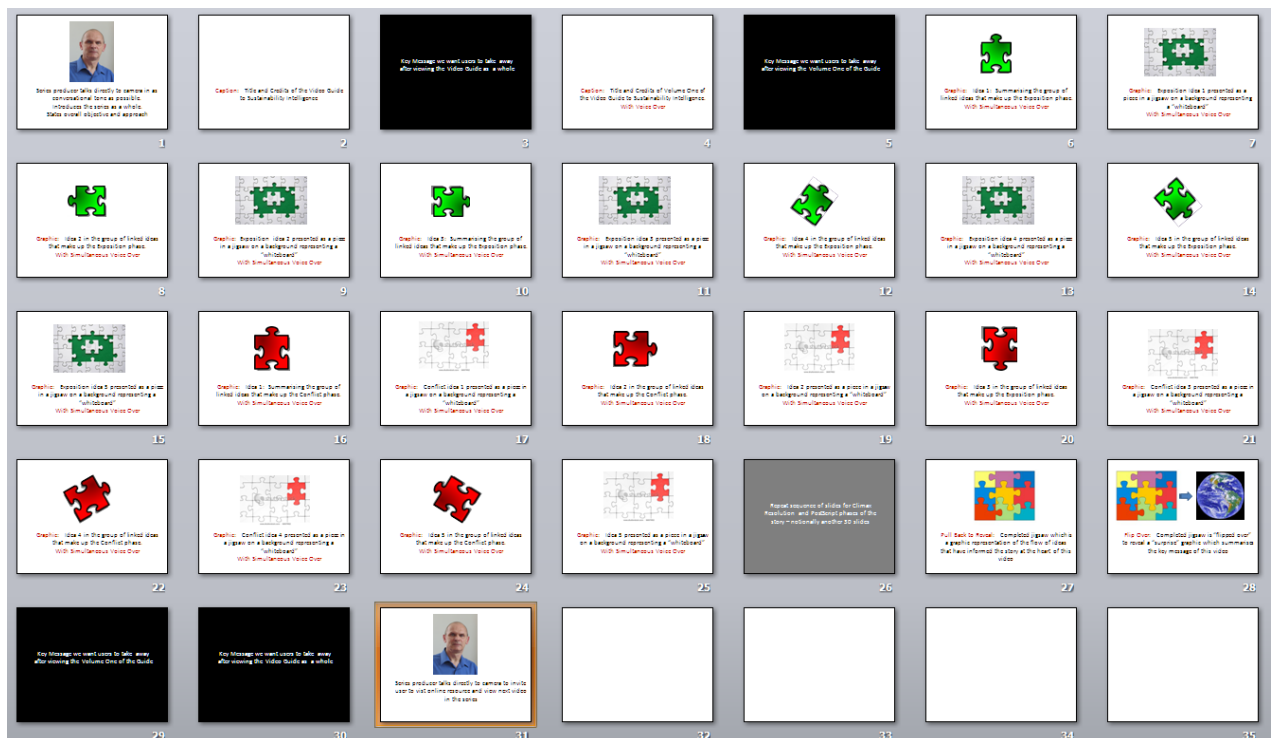 Series producer talks directly to camera in as
conversational tone as possible.
Introduces the series as a whole.
States overall objective and approach
1
Caption: Title and Credits of the Video Guide
to Sustainability Intelligence
2
Key Message we want users to take away
after viewing the Video Guide as a whole
3
Caption: Title and Credits of Volume One of
the Video Guide to Sustainability Intelligence
With Voice Over
4
Key Message we want users to take away
after viewing the Volume One of the Guide
5
Graphic: Idea 1: Summarising the group of
linked ideas that make up the Exposition phase.
With Simultaneous Voice Over
6
Graphic: Exposition Idea 1 presented as a
piece in a jigsaw on a background representing
a "whiteboard"
With Simultaneous Voice Over
7
Graphic: Idea 2 in the group of linked ideas
that make up the Exposition phase.
With Simultaneous Voice Over
8
Graphic: Exposition Idea 2 presented as a piece
in a jigsaw on a background representing a
"whiteboard"
With Simultaneous Voice Over
9
Graphic: Idea 3: Summarising the group of
linked ideas that make up the Exposition phase.
With Simultaneous Voice Over
10
Graphic: Exposition Idea 3 presented as a piece
in a jigsaw on a background representing a
"whiteboard"
With Simultaneous Voice Over
11
Graphic: Idea 4 in the group of linked ideas
that make up the Exposition phase.
With Simultaneous Voice Over
12
Graphic: Exposition Idea 4 presented as a piece
in a jigsaw on a background representing a
"whiteboard"
With Simultaneous Voice Over
13
Graphic: Idea 5 in the group of linked ideas
that make up the Exposition phase.
With Simultaneous Voice Over
14
Graphic: Exposition Idea 5 presented as a piece
in a jigsaw on a background representing a
"whiteboard"
With Simultaneous Voice Over
15
Graphic: Idea 1: Summarising the group of
linked ideas that make up the Conflict phase.
With Simultaneous Voice Over
16
Graphic: Conflict Idea 1 presented as a piece in
a jigsaw on a background representing a
"whiteboard"
With Simultaneous Voice Over
17
Graphic: Idea 2 in the group of linked ideas
that make up the Conflict phase.
With Simultaneous Voice Over
18
Graphic: Idea 2 presented as a piece in a jigsaw
on a background representing a "whiteboard"
With Simultaneous Voice Over
19
Graphic: Idea 3 in the group of linked ideas
that make up the Exposition phase.
With Simultaneous Voice Over
20
Graphic: Conflict Idea 3 presented as a piece in
a jigsaw on a background representing a
"whiteboard"
With Simultaneous Voice Over
21
Graphic: Idea 4 in the group of linked ideas
that make up the Conflict phase.
With Simultaneous Voice Over
22
Graphic: Conflict Idea 4 presented as a piece in
a jigsaw on a background representing a
"whiteboard"
With Simultaneous Voice Over
23
Graphic: Idea 5 in the group of linked ideas
that make up the Conflict phase.
With Simultaneous Voice Over
24
Graphic: Idea 5 presented as a piece in a jigsaw
on a background representing a "whiteboard"
With Simultaneous Voice Over
25
Repeat sequence of slides for Climax
Resolution and PostScript phases of the
story – notionally another 30 slides
26
Pull Back to Reveal: Completed jigsaw which is
a graphic representation of the flow of ideas
that have informed the story at the heart of this
video
27
Flip Over: Completed jigsaw is "flipped over"
to reveal a "surprise" graphic which summarises
the key message of this video
28
Key Message we want users to take away
after viewing the Volume One of the Guide
29
Key Message we want users to take away
after viewing the Video Guide as a whole
30
Series producer talks directly to camera to invite
user to visit online resource and view next video
in the series
31
32
33
34
35